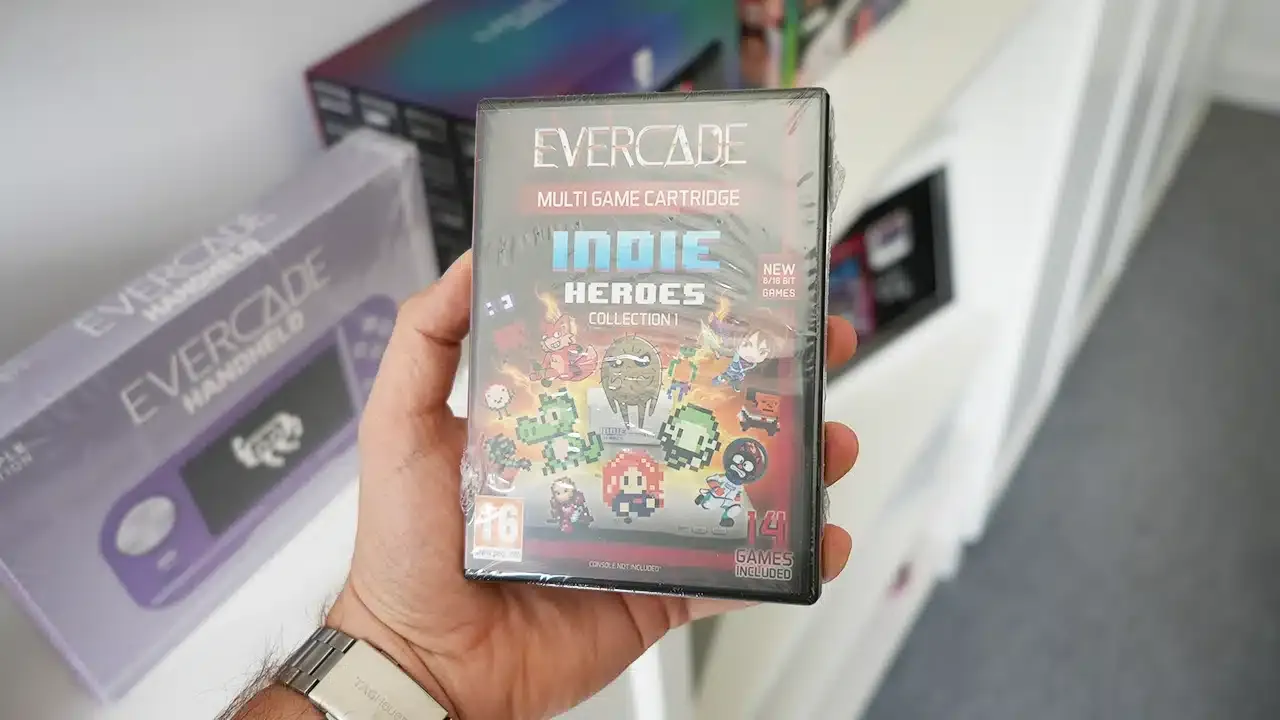 EVERCADE
MULTI GAME CARTRIDGE
INDIE
HEROES
COLLECTION 1
NEW
8/16 BIT
GAMES
16
14
GAMES
INCLUDED
CONSOLE NOT INCLUDED
EVERCADE
HANDHELD
EVERCADE
HANDHELD
TAGHEUER